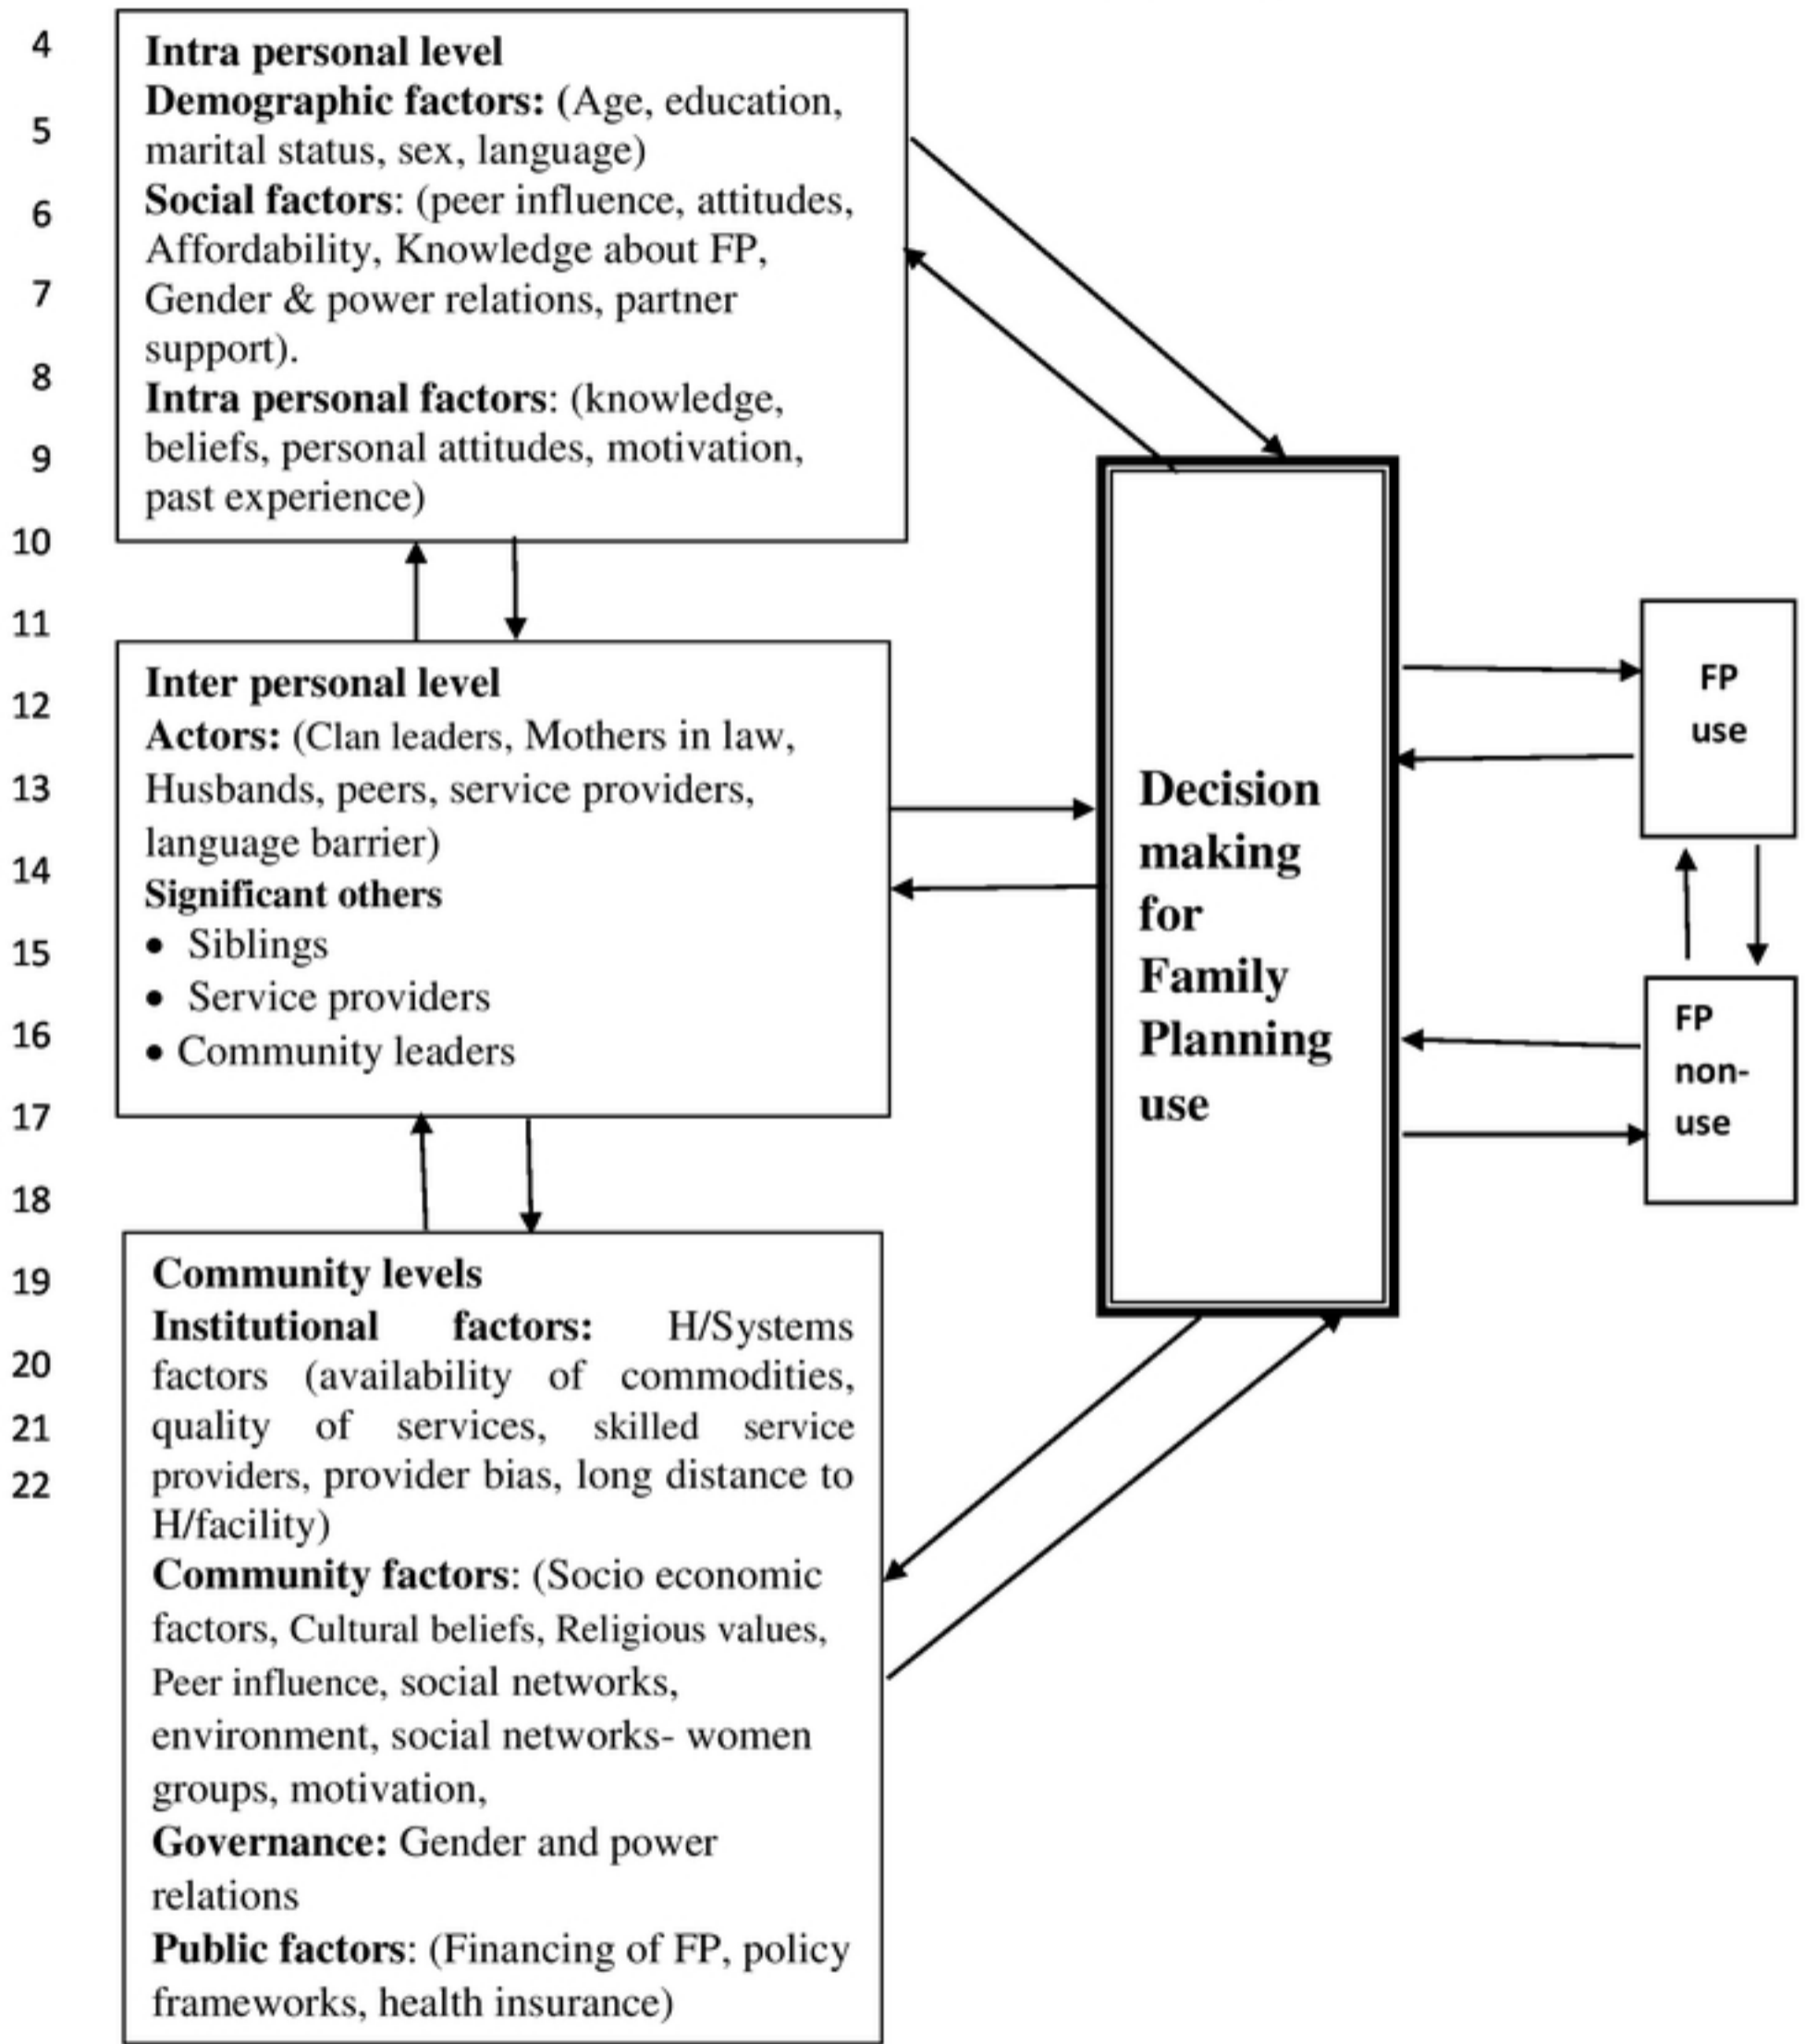 4
5
6
7
8
9
10
11
12
13
14
15
16
17
18
19
20
21
22
Intra personal level
Demographic factors: (Age, education,
marital status, sex, language)
Social factors: (peer influence, attitudes,
Affordability, Knowledge about FP,
Gender & power relations, partner
support).
Intra personal factors: (knowledge,
beliefs, personal attitudes, motivation,
past experience)
Inter personal level
Actors: (Clan leaders, Mothers in law,
Husbands, peers, service providers,
language barrier)
Significant others
• Siblings
• Service providers
• Community leaders
Community levels
Institutional factors: H/Systems
factors (availability of commodities,
quality of services, skilled service
providers, provider bias, long distance to
H/facility)
Community factors: (Socio economic
factors, Cultural beliefs, Religious values,
Peer influence, social networks,
environment, social networks- women
groups, motivation,
Governance: Gender and power
relations
Public factors: (Financing of FP, policy
frameworks, health insurance)
Decision
making
for
Family
Planning
use
FP
use
FP
non-
use